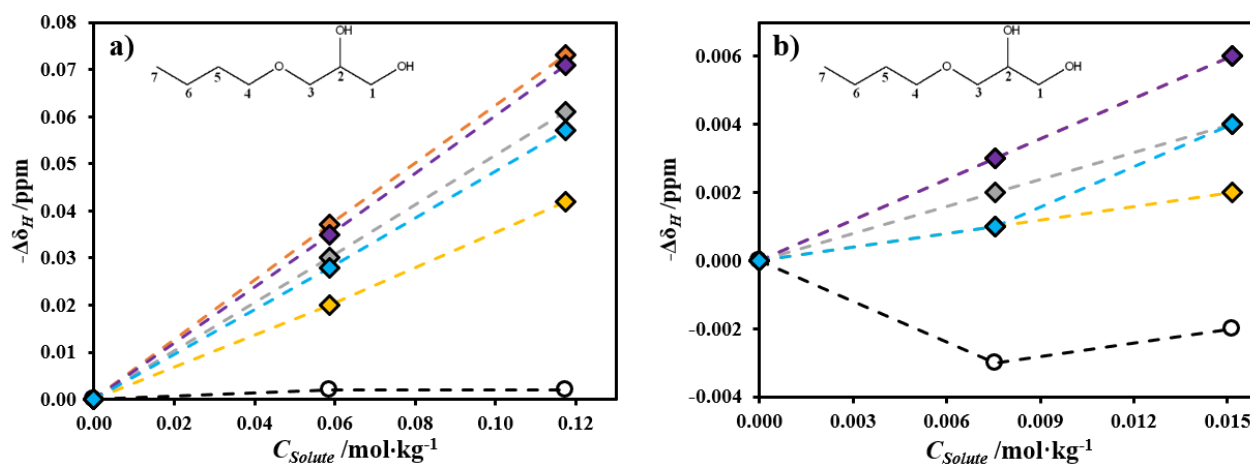 a)
OH
OH
O
7
6
5
4
3
2
1
0.08
0.07
0.06
0.05
0.04
0.03
0.02
0.01
0.00
-Δδ_H /ppm
0.00 0.02 0.04 0.06 0.08 0.10 0.12
C_Solute /mol·kg⁻¹
b)
OH
OH
O
7
6
5
4
3
2
1
0.006
0.004
0.002
0.000
-0.002
-0.004
-Δδ_H /ppm
0.000 0.003 0.006 0.009 0.012 0.015
C_Solute /mol·kg⁻¹